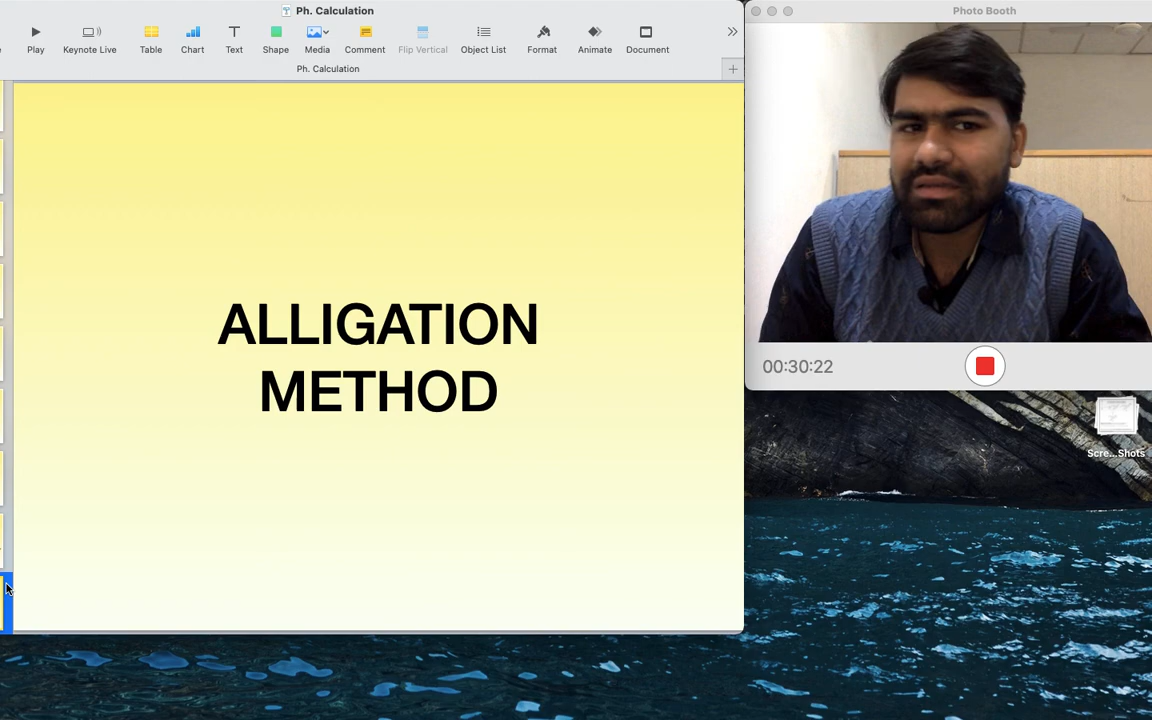 Ph. Calculation
Play
Keynote Live
Table
Chart
Text
Shape
Media
Comment
Flip Vertical
Object List
Format
Animate
Document
Ph. Calculation
ALLIGATION
METHOD
Photo Booth
00:30:22
Scre...Shots